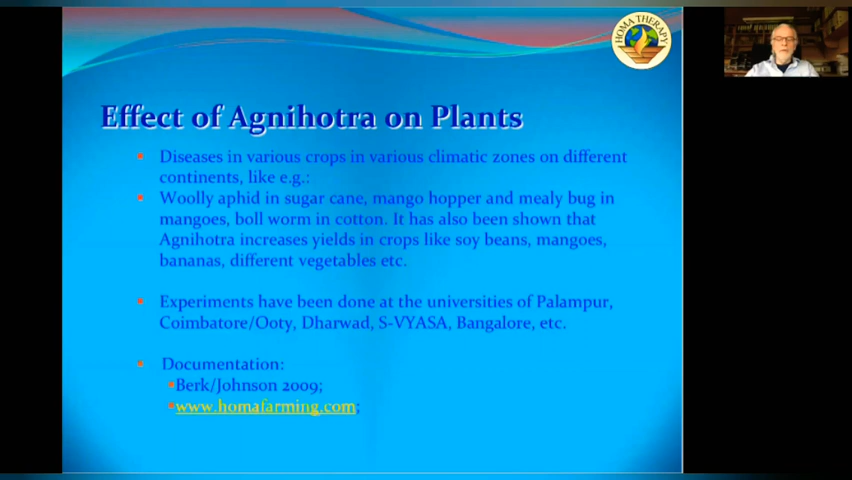 HOMA THERAPY
Effect of Agnihotra on Plants
Diseases in various crops in various climatic zones on different
continents, like e.g.:
Woolly aphid in sugar cane, mango hopper and mealy bug in
mangoes, boll worm in cotton. It has also been shown that
Agnihotra increases yields in crops like soy beans, mangoes,
bananas, different vegetables etc.
Experiments have been done at the universities of Palampur,
Coimbatore/Ooty, Dharwad, S-VYASA, Bangalore, etc.
Documentation:
Berk/Johnson 2009;
www.homafarming.com;